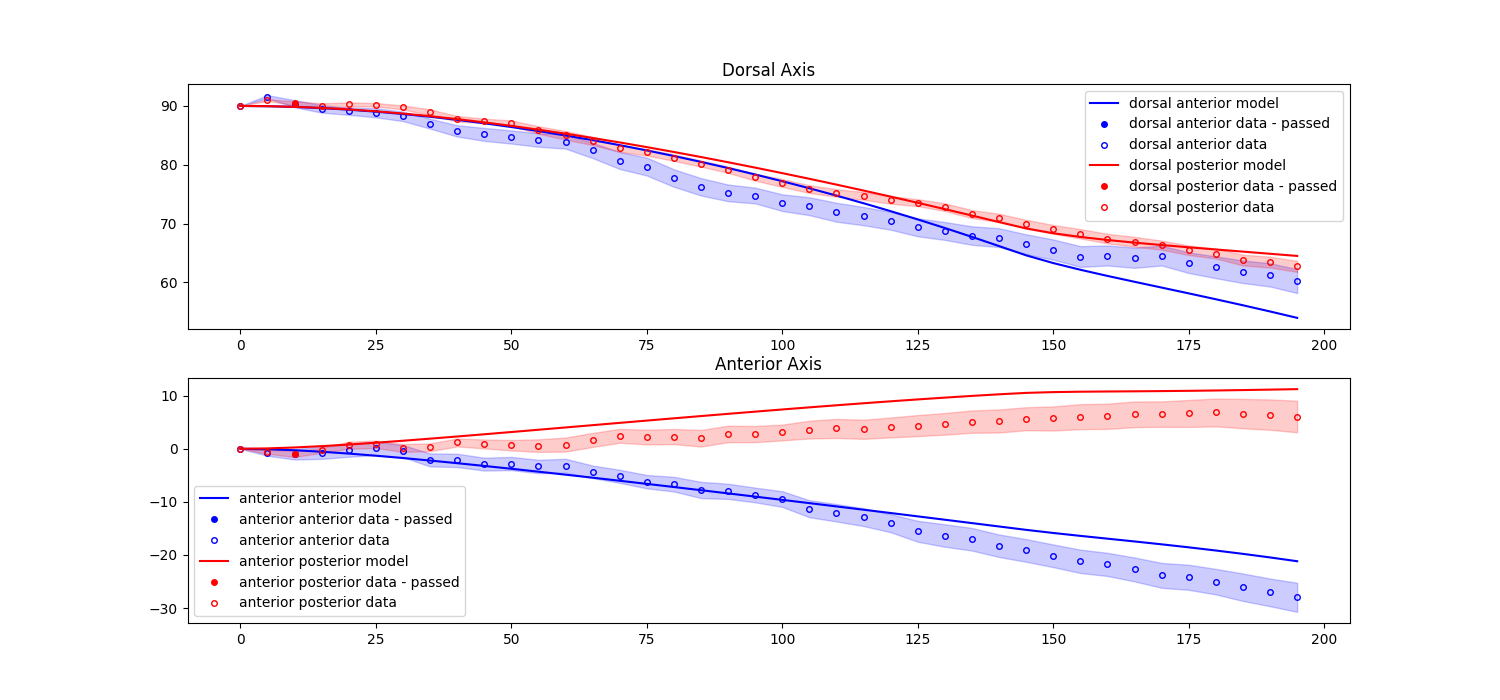 Dorsal Axis
90
80
70
60
dorsal anterior model
dorsal anterior data - passed
dorsal anterior data
dorsal posterior model
dorsal posterior data - passed
dorsal posterior data
0 25 50 75 100 125 150 175 200
Anterior Axis
10
0
−10
−20
−30
anterior anterior model
anterior anterior data - passed
anterior anterior data
anterior posterior model
anterior posterior data - passed
anterior posterior data
0 25 50 75 100 125 150 175 200